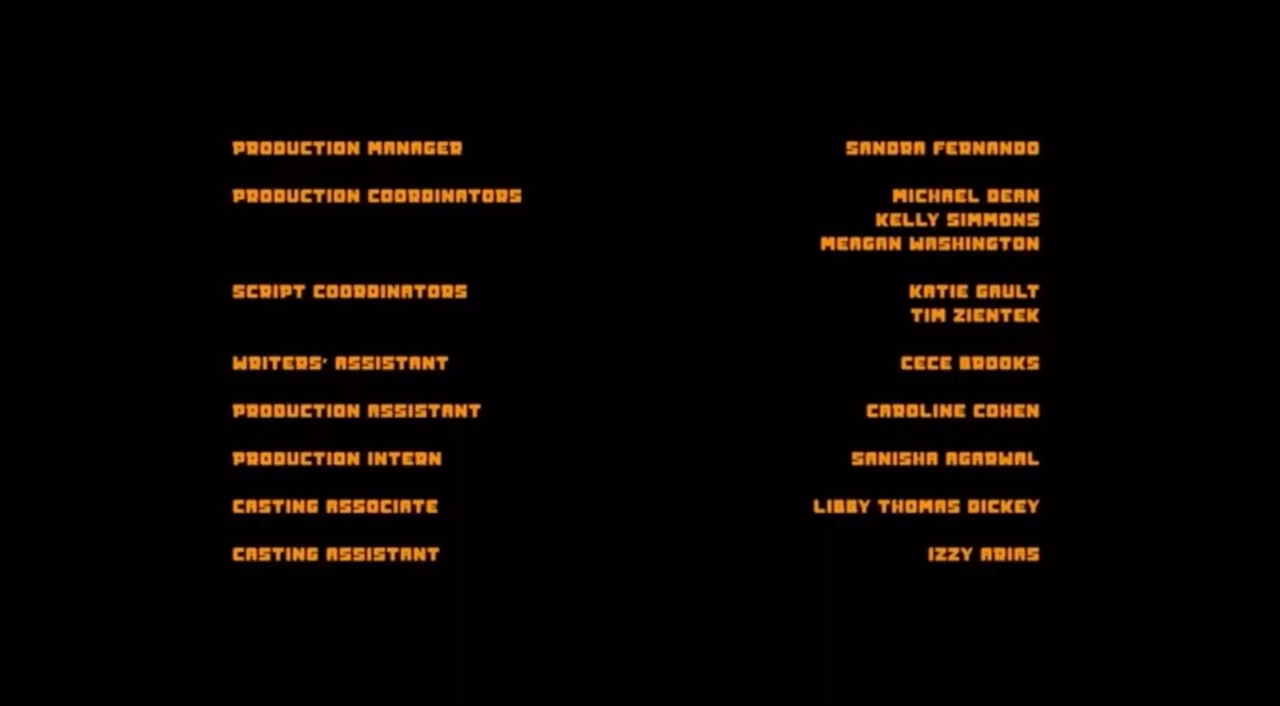 PRODUCTION MANAGER SANDRA FERNANDO
PRODUCTION COORDINATORS MICHAEL DEAN
KELLY SIMMONS
MEAGAN WASHINGTON
SCRIPT COORDINATORS KATIE GAULT
TIM ZIENTEK
WRITERS' ASSISTANT CECE BROOKS
PRODUCTION ASSISTANT CAROLINE COHEN
PRODUCTION INTERN SANISHA AGARWAL
CASTING ASSOCIATE LIBBY THOMAS DICKEY
CASTING ASSISTANT IZZY ARIAS